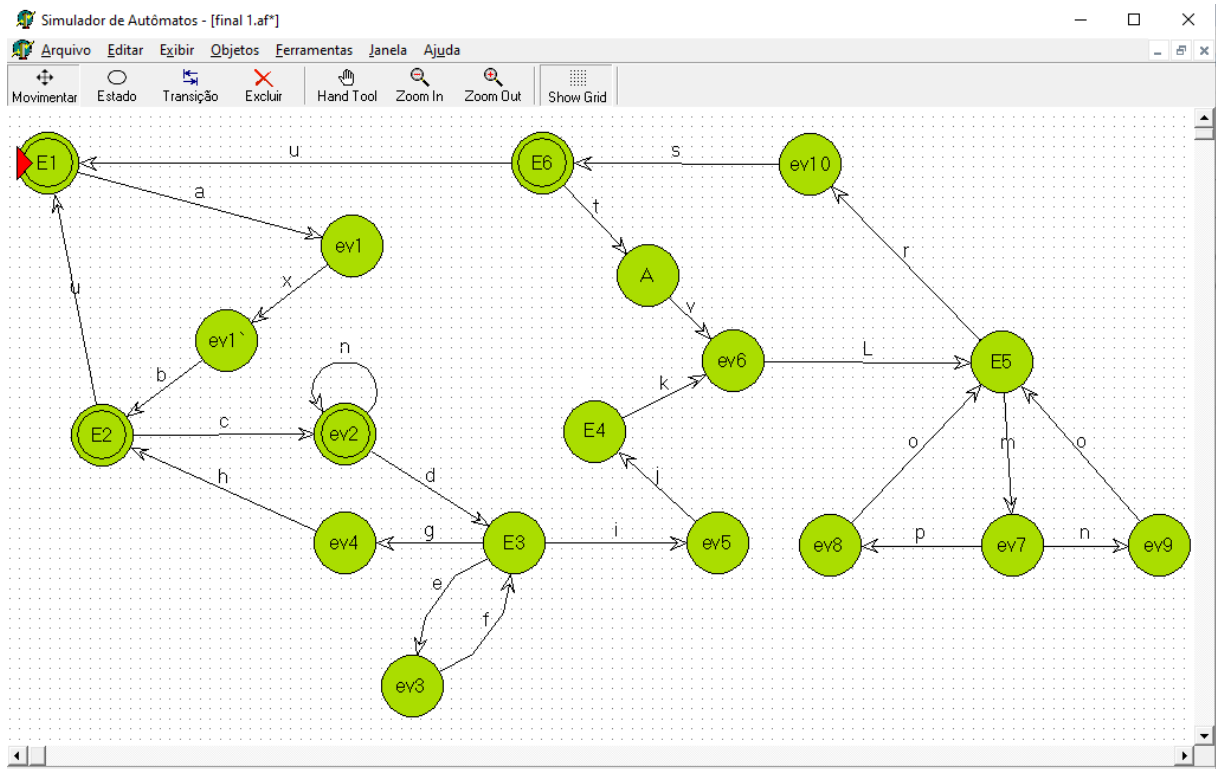 Simulador de Autômatos - [final 1.af*]
Arquivo Editar Exibir Objetos Ferramentas Janela Ajuda
Movimentar Estado Transição Excluir Hand Tool Zoom In Zoom Out Show Grid
E1 u E6 s ev10
a t
ev1 A r
x v
u ev1` n ev6 L E5
b k
E2 c ev2 E4 o m o
h d j
ev4 g E3 i ev5 ev8 p ev7 n ev9
e f
ev3